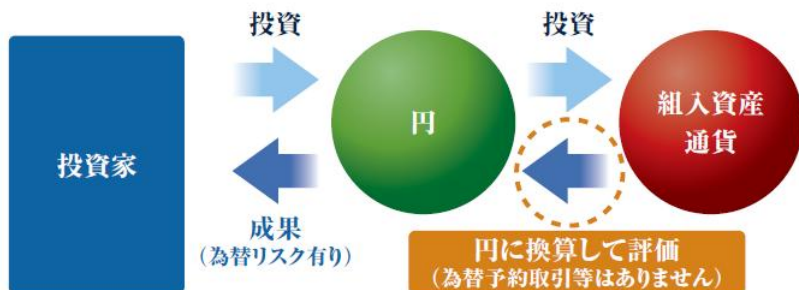 投資
投資
投資家
円
組入資産
通貨
成果
（為替リスク有り）
円に換算して評価
（為替予約取引等はありません）